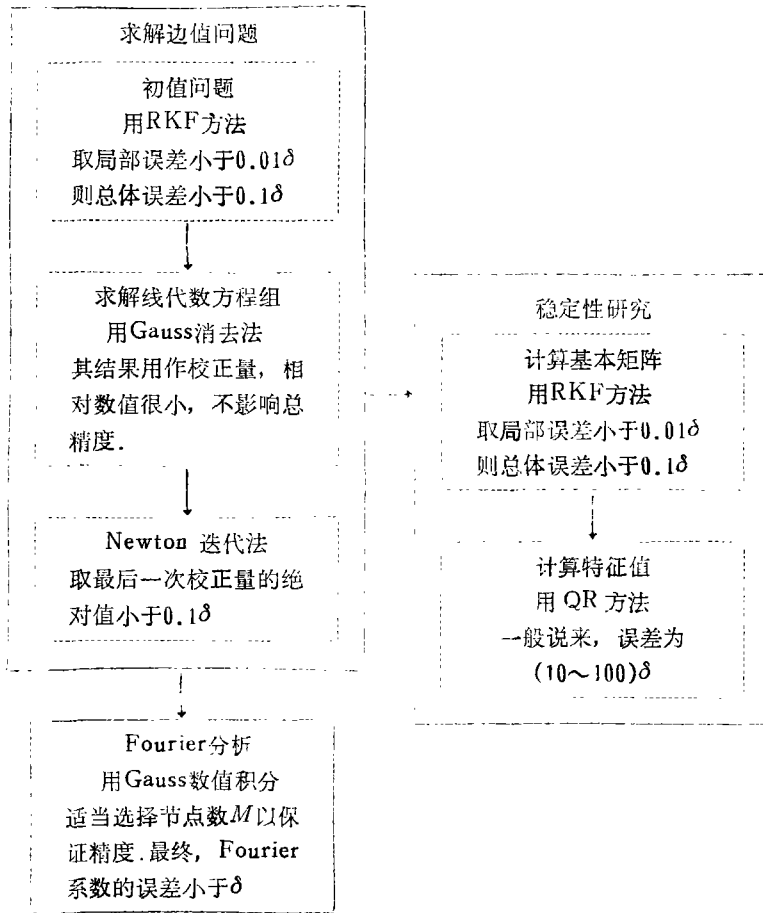 求解边值问题
初值问题
用RKF方法
取局部误差小于0.01δ
则总体误差小于0.1δ
求解线代数方程组
用Gauss消去法
其结果用作校正量，相
对数值很小，不影响总
精度.
Newton 迭代法
取最后一次校正量的绝
对值小于0.1δ
Fourier分析
用Gauss数值积分
适当选择节点数M以保
证精度.最终，Fourier
系数的误差小于δ
稳定性研究
计算基本矩阵
用RKF方法
取局部误差小于0.01δ
则总体误差小于0.1δ
计算特征值
用 QR 方法
一般说来，误差为
(10～100)δ